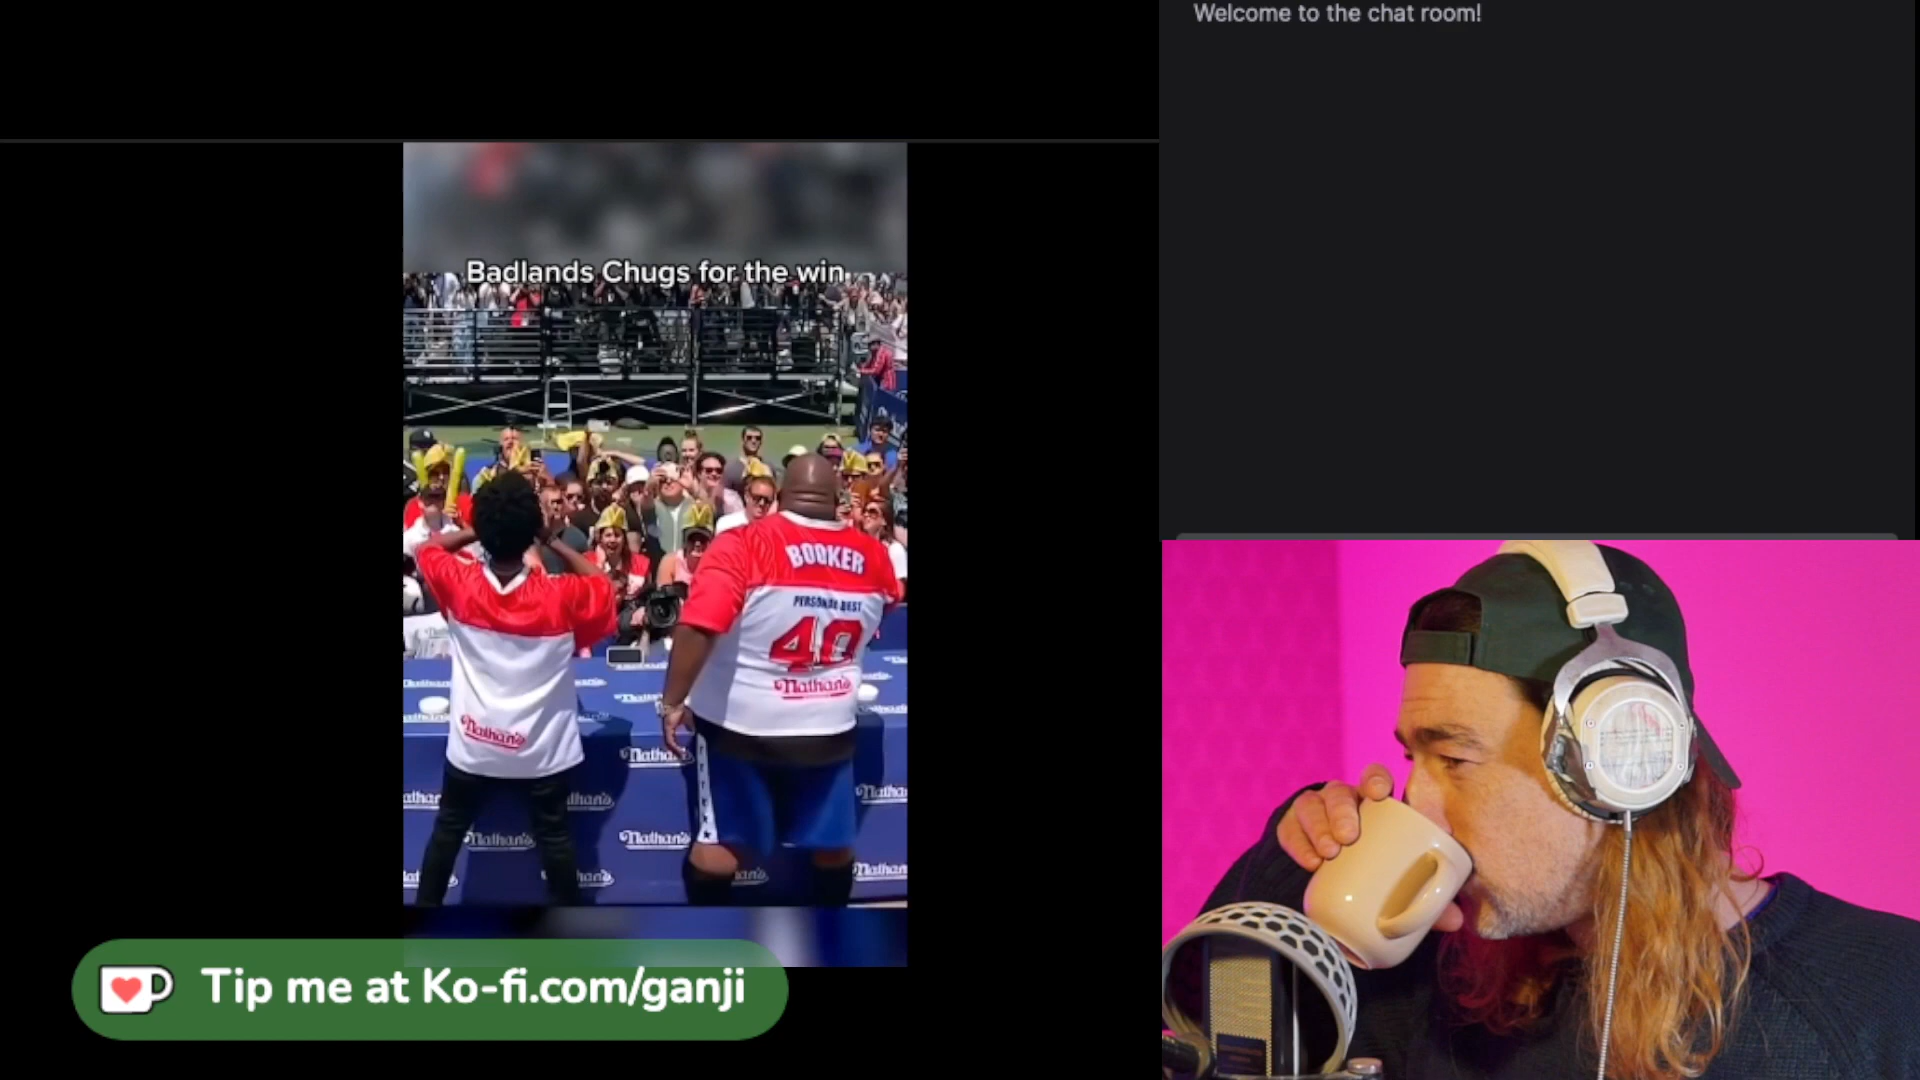 Welcome to the chat room!
Badlands Chugs for the win
BOOKER
PERSONAL BEST
40
Nathan's
Nathan's
Nathan's
Nathan's
Nathan's
Nathan's
Tip me at Ko-fi.com/ganji